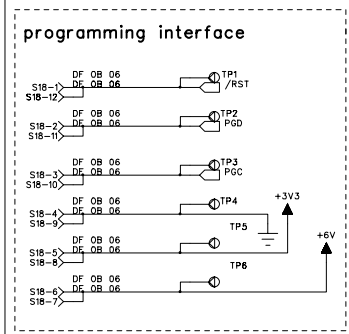 programming interface
DF OB 06
DF OB 06
TP1
/RST
S18-1
S18-12
DF OB 06
DF OB 06
TP2
PGD
S18-2
S18-11
DF OB 06
DF OB 06
TP3
PGC
S18-3
S18-10
DF OB 06
DF OB 06
TP4
+3V3
S18-4
S18-9
DF OB 06
DF OB 06
TP5
+6V
S18-5
S18-8
DF OB 06
DF OB 06
TP6
S18-6
S18-7